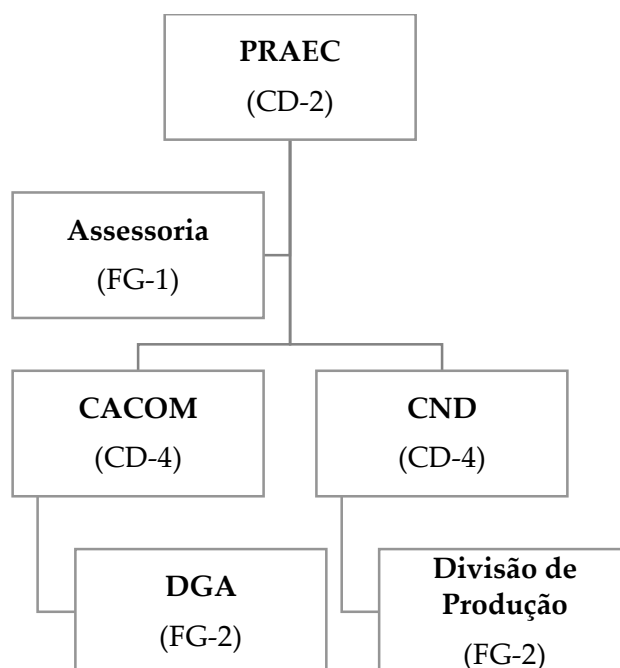 PRAEC
(CD-2)
Assessoria
(FG-1)
CACOM
(CD-4)
CND
(CD-4)
DGA
(FG-2)
Divisão de
Produção
(FG-2)